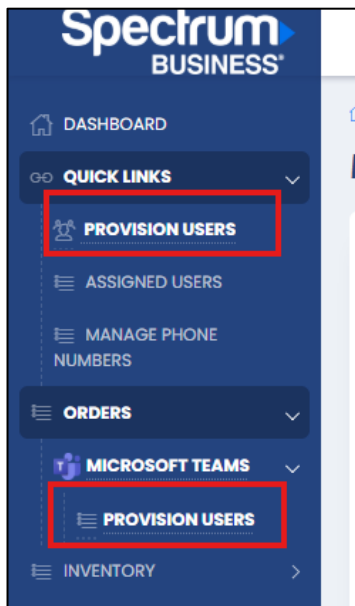 Spectrum
BUSINESS
DASHBOARD
QUICK LINKS
PROVISION USERS
ASSIGNED USERS
MANAGE PHONE
NUMBERS
ORDERS
MICROSOFT TEAMS
PROVISION USERS
INVENTORY